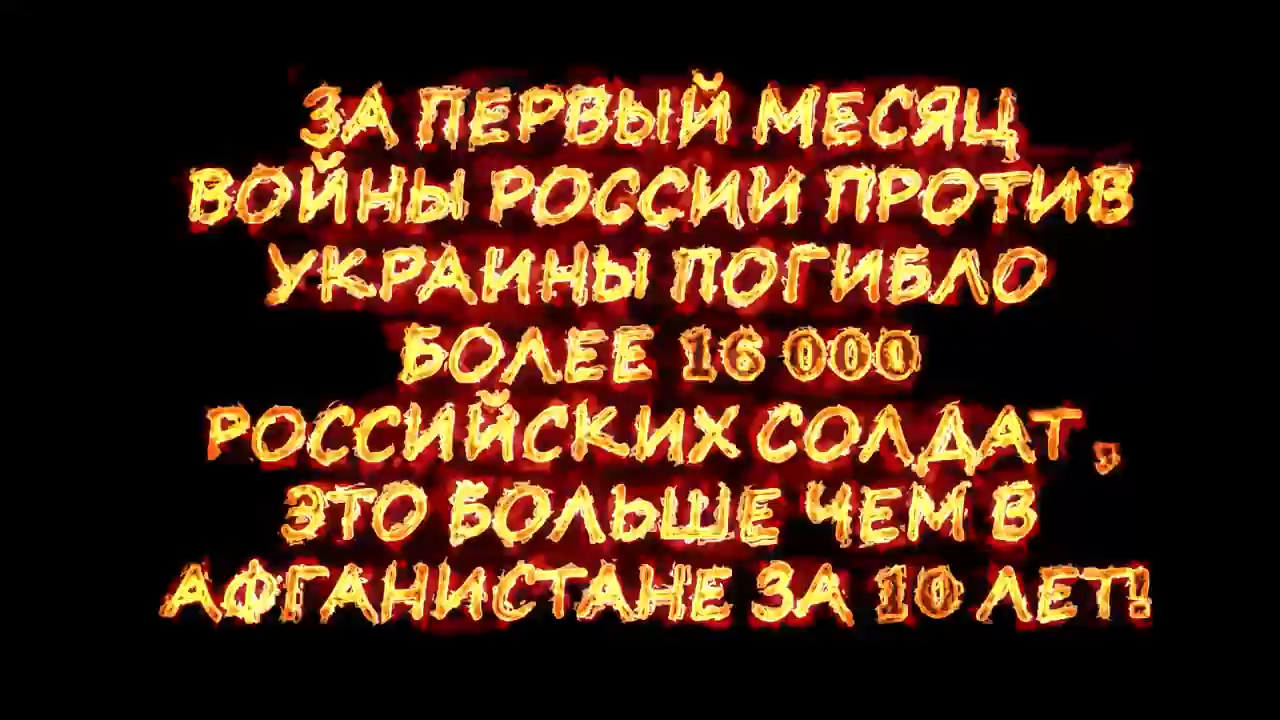 ЗА ПЕРВЫЙ МЕСЯЦ
ВОЙНЫ РОССИИ ПРОТИВ
УКРАИНЫ ПОГИБЛО
БОЛЕЕ 16 000
РОССИЙСКИХ СОЛДАТ ,
ЭТО БОЛЬШЕ ЧЕМ В
АФГАНИСТАНЕ ЗА 10 ЛЕТ!